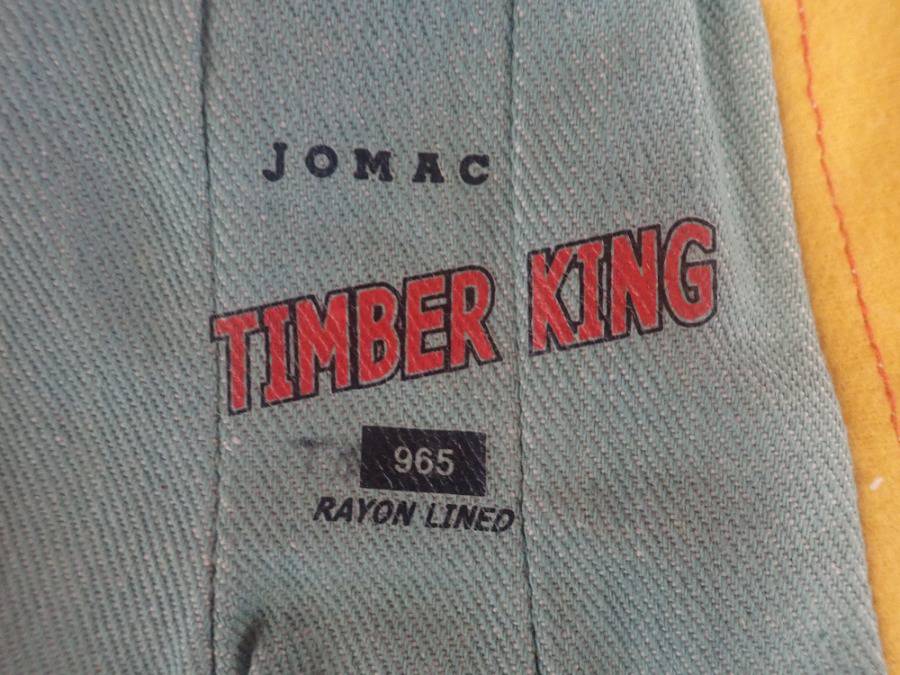 JOMAC
TIMBER KING
965
RAYON LINED